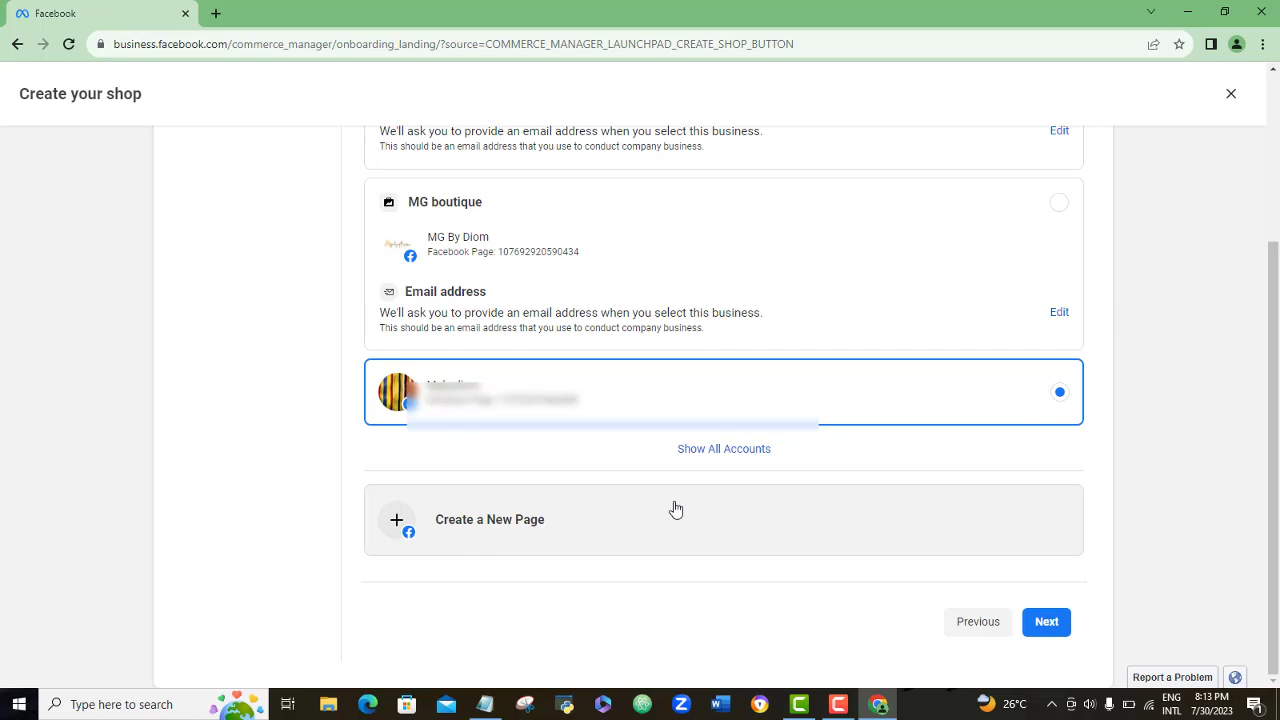 Facebook
business.facebook.com/commerce_manager/onboarding_landing/?source=COMMERCE_MANAGER_LAUNCHPAD_CREATE_SHOP_BUTTON
Create your shop
We'll ask you to provide an email address when you select this business.
Edit
This should be an email address that you use to conduct company business.
MG boutique
MG By Diom
Facebook Page: 107692920590434
Email address
We'll ask you to provide an email address when you select this business.
Edit
This should be an email address that you use to conduct company business.
Show All Accounts
Create a New Page
Previous
Next
Report a Problem
Type here to search
26°C
ENG
INTL
8:13 PM
7/30/2023